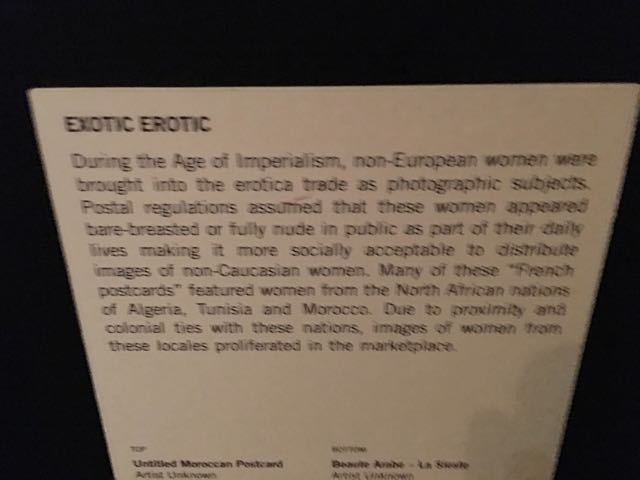 EXOTIC EROTIC
During the Age of Imperialism, non-European women were
brought into the erotica trade as photographic subjects.
Postal regulations assumed that these women appeared
bare-breasted or fully nude in public as part of their daily
lives making it more socially acceptable to distribute
images of non-Caucasian women. Many of these "French
postcards" featured women from the North African nations
of Algeria, Tunisia and Morocco. Due to proximity and
colonial ties with these nations, images of women from
these locales proliferated in the marketplace.
TOP
Untitled Moroccan Postcard
Artist Unknown
BOTTOM
Beaute Arabe - La Sieste
Artist Unknown